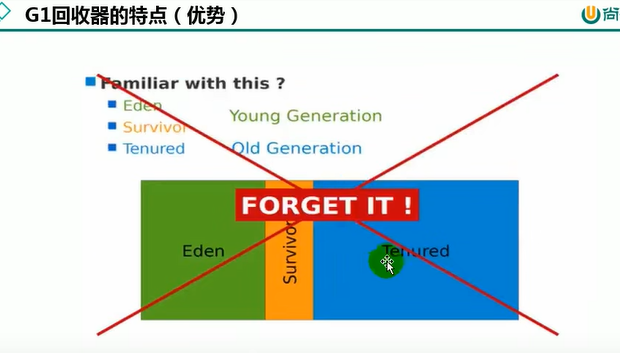 G1回收器的特点（优势）
尚
Familiar with this ?
Eden
Survivor
Young Generation
Tenured
Old Generation
FORGET IT !
Eden
Survivor
Tenured